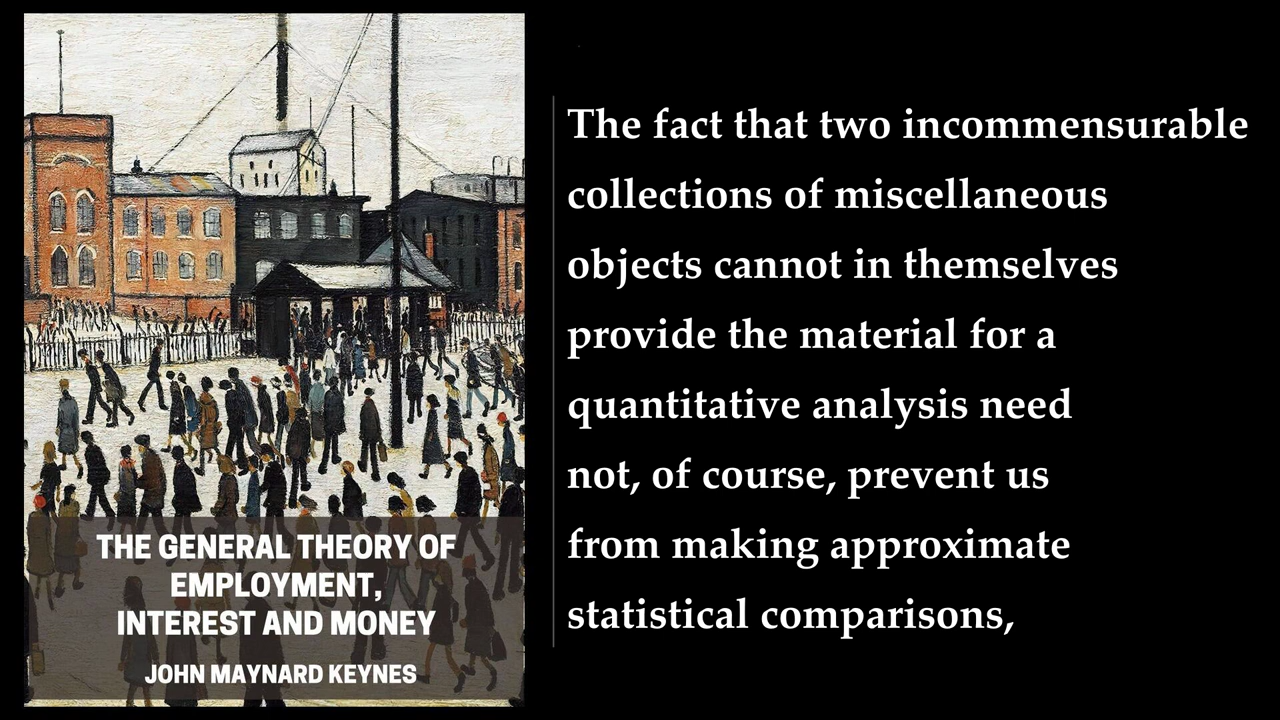 THE GENERAL THEORY OF
EMPLOYMENT,
INTEREST AND MONEY
JOHN MAYNARD KEYNES
The fact that two incommensurable
collections of miscellaneous
objects cannot in themselves
provide the material for a
quantitative analysis need
not, of course, prevent us
from making approximate
statistical comparisons,